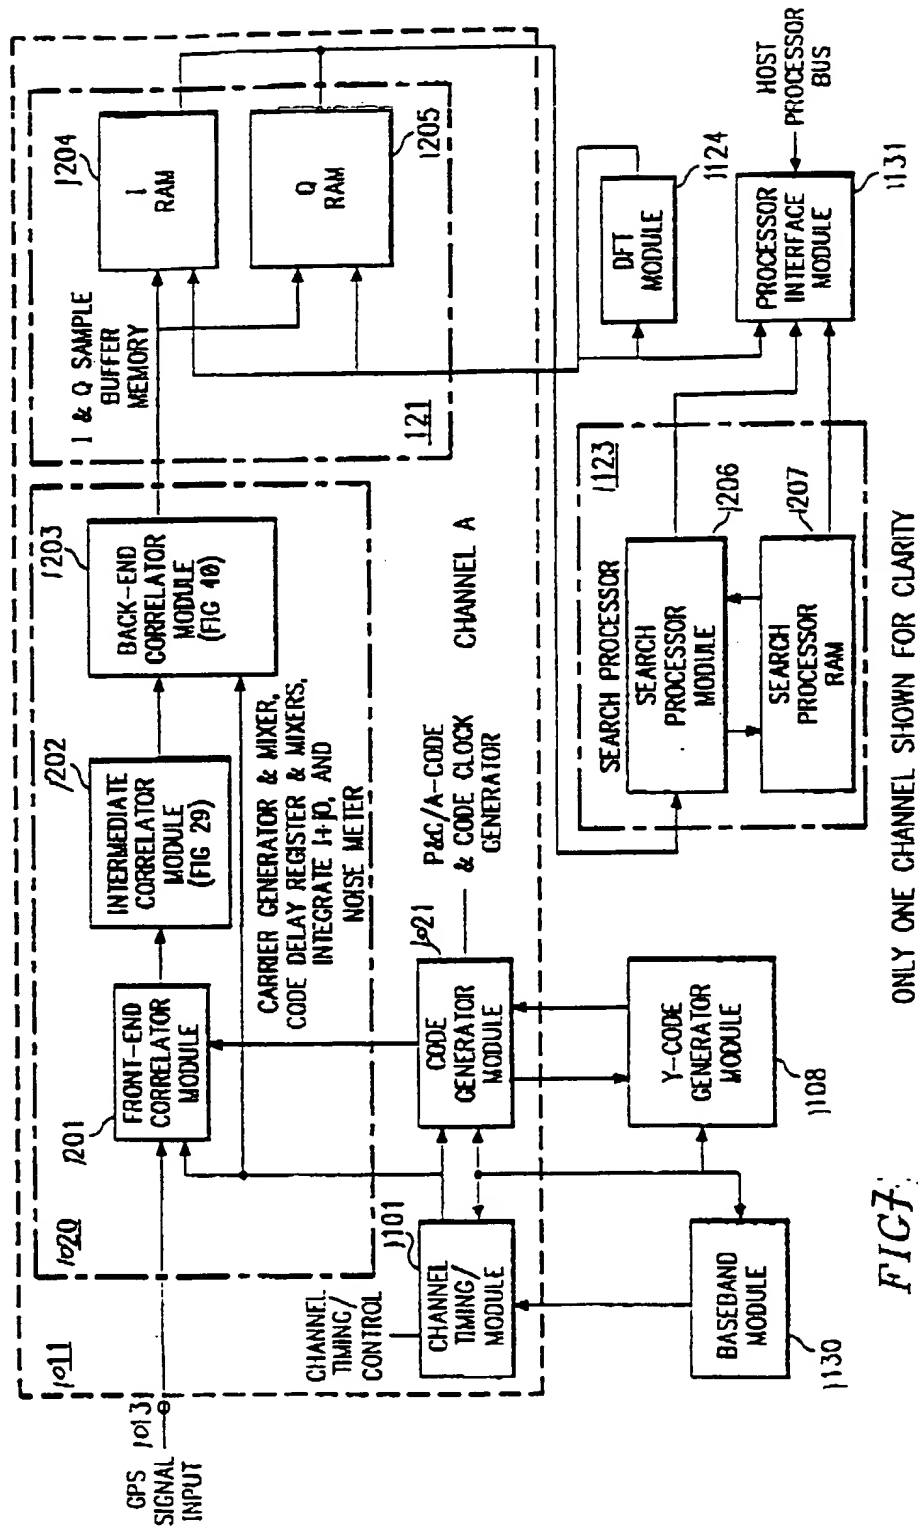 GPS
SIGNAL
INPUT
1013
1011
1020
1201
FRONT-END
CORRELATOR
MODULE
1202
INTERMEDIATE
CORRELATOR
MODULE
(FIG 29)
1203
BACK-END
CORRELATOR
MODULE
(FIG 10)
CARRIER GENERATOR & MIXER,
CODE DELAY REGISTER & MIXERS,
INTEGRATE I+jQ, AND
NOISE METER
I & Q SAMPLE
BUFFER
MEMORY
121
1204
I
RAM
Q
RAM
1205
CHANNEL
TIMING/
CONTROL
1101
CHANNEL
TIMING/
MODULE
1021
CODE
GENERATOR
MODULE
P&C/A-CODE
& CODE CLOCK
GENERATOR
CHANNEL A
BASEBAND
MODULE
1130
Y-CODE
GENERATOR
MODULE
1108
SEARCH PROCESSOR
1123
SEARCH
PROCESSOR
MODULE
1206
SEARCH
PROCESSOR
RAM
1207
DFT
MODULE
1124
PROCESSOR
INTERFACE
MODULE
1131
HOST
PROCESSOR
BUS
ONLY ONE CHANNEL SHOWN FOR CLARITY
FIG 7.